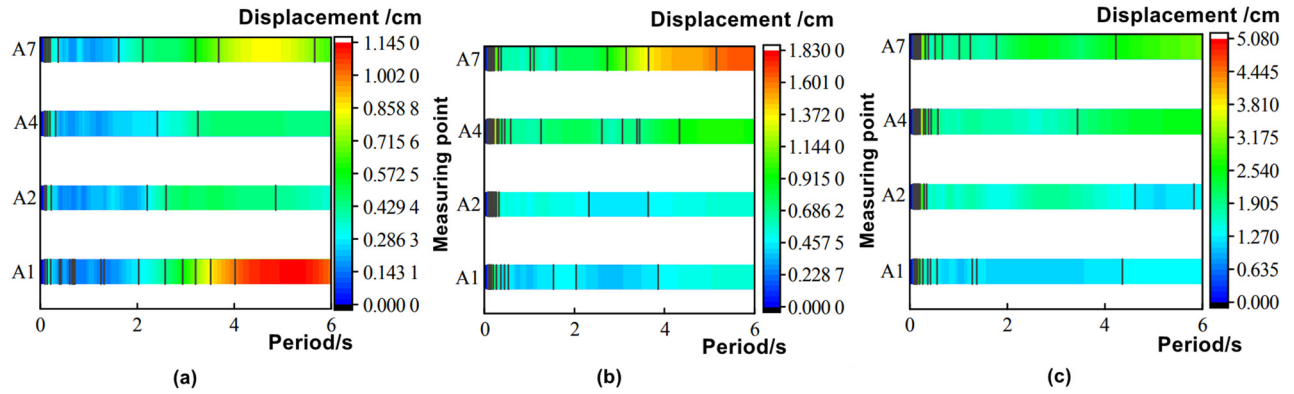 Displacement /cm
A7
A4
A2
A1
1.145 0
1.002 0
0.858 8
0.715 6
0.572 5
0.429 4
0.286 3
0.143 1
0.000 0
0 2 4 6
Period/s
(a)
Displacement /cm
Measuring point
A7
A4
A2
A1
1.830 0
1.601 0
1.372 0
1.144 0
0.915 0
0.686 2
0.457 5
0.228 7
0.000 0
0 2 4 6
Period/s
(b)
Displacement /cm
Measuring point
A7
A4
A2
A1
5.080
4.445
3.810
3.175
2.540
1.905
1.270
0.635
0.000
0 2 4 6
Period/s
(c)